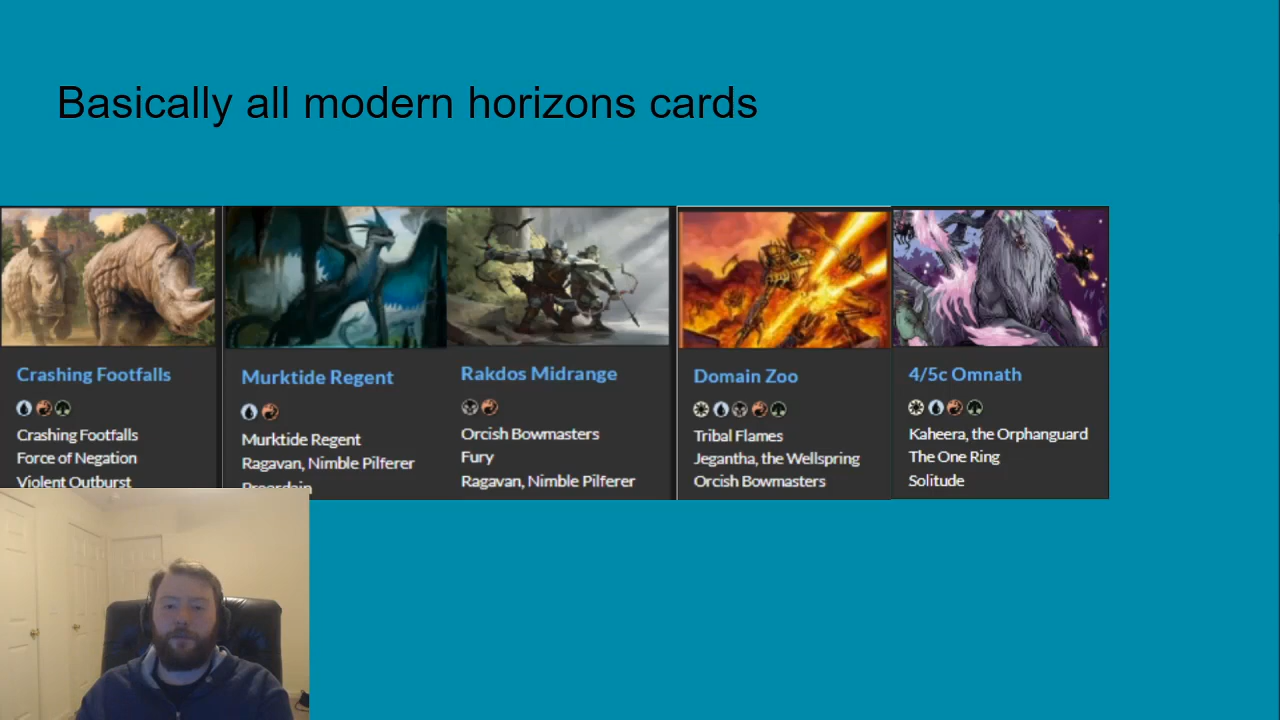 Basically all modern horizons cards
Crashing Footfalls
Crashing Footfalls
Force of Negation
Violent Outburst
Murktide Regent
Murktide Regent
Ragavan, Nimble Pilferer
Preordain
Rakdos Midrange
Orcish Bowmasters
Fury
Ragavan, Nimble Pilferer
Domain Zoo
Tribal Flames
Jegantha, the Wellspring
Orcish Bowmasters
4/5c Omnath
Kaheera, the Orphanguard
The One Ring
Solitude